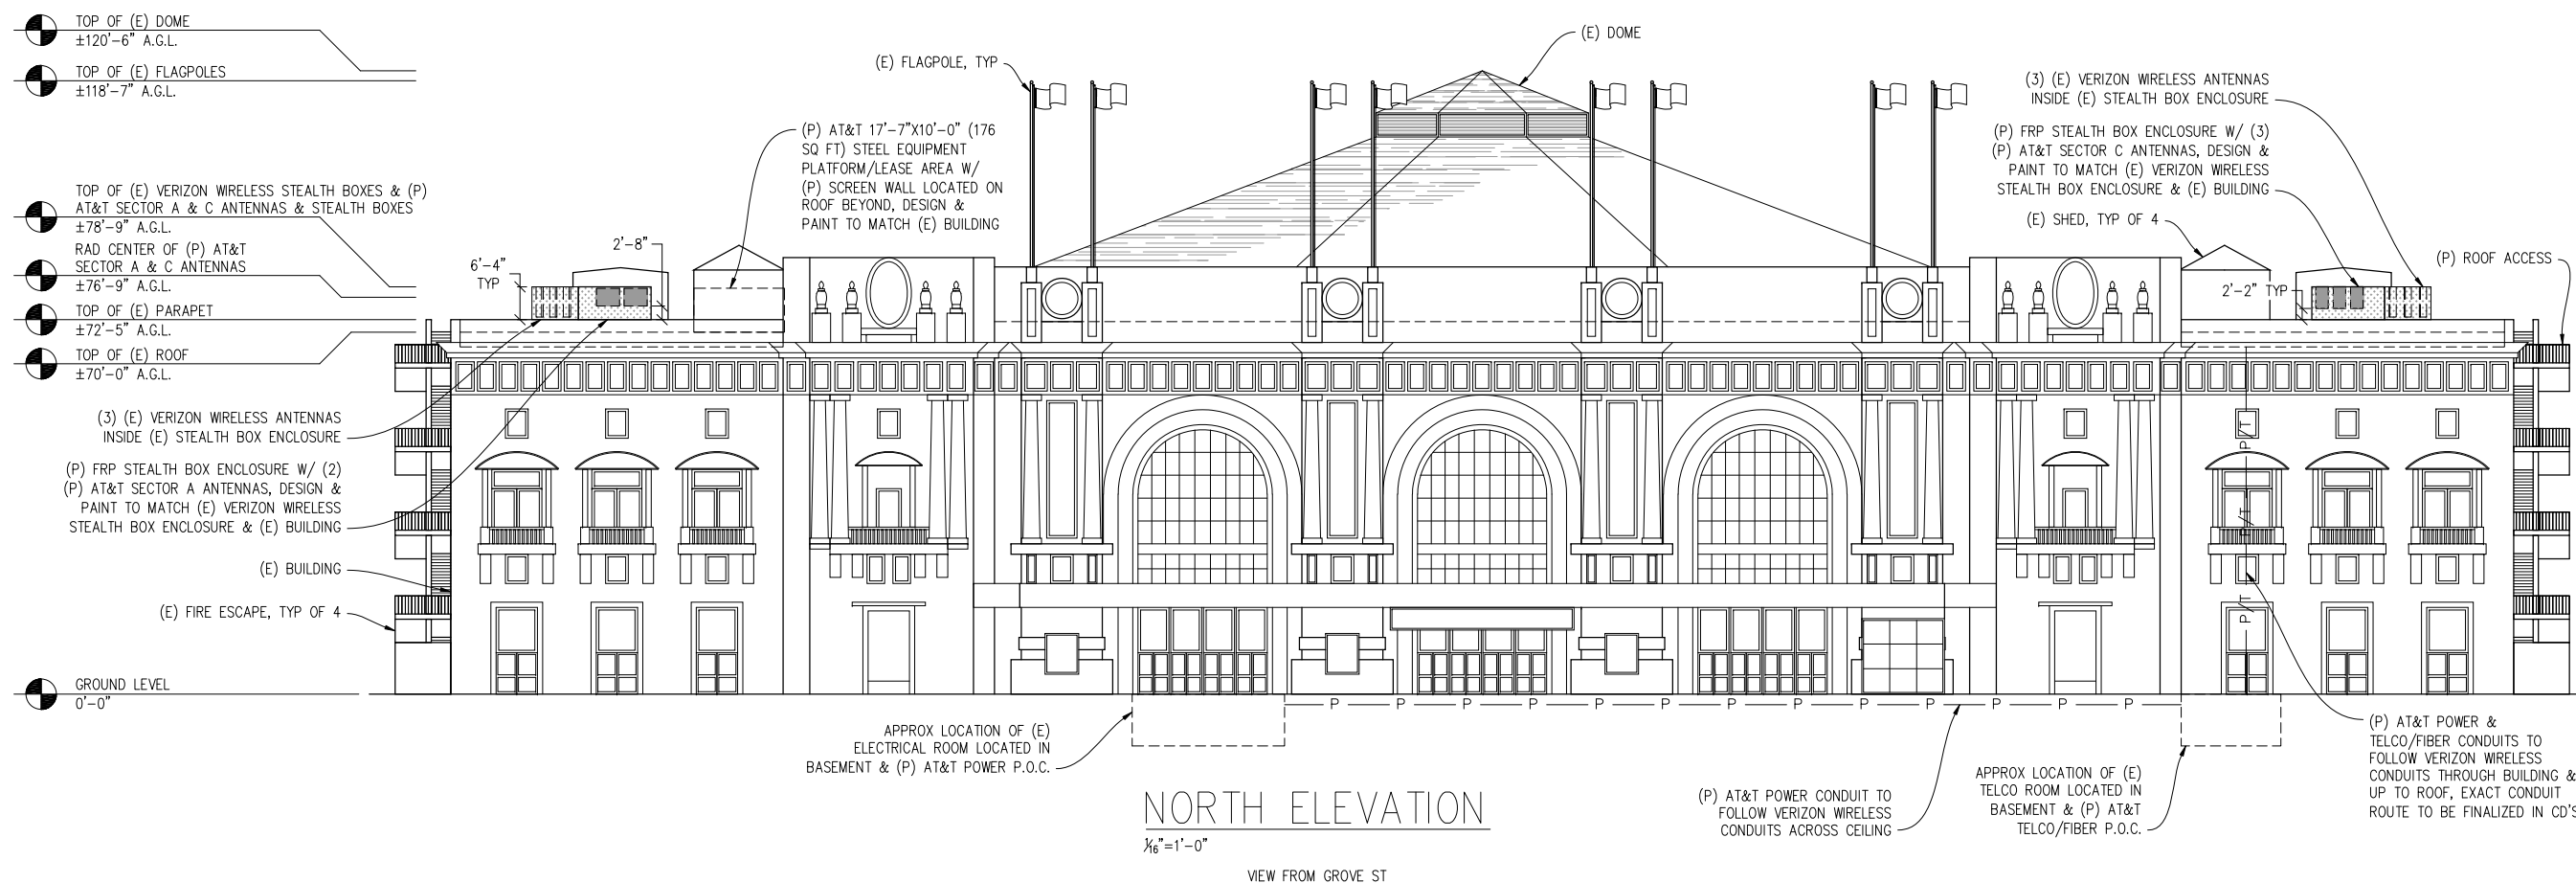 TOP OF (E) DOME
±120'-6" A.G.L.
TOP OF (E) FLAGPOLES
±118'-7" A.G.L.
TOP OF (E) VERIZON WIRELESS STEALTH BOXES & (P)
AT&T SECTOR A & C ANTENNAS & STEALTH BOXES
±78'-9" A.G.L.
RAD CENTER OF (P) AT&T
SECTOR A & C ANTENNAS
±76'-9" A.G.L.
TOP OF (E) PARAPET
±72'-5" A.G.L.
TOP OF (E) ROOF
±70'-0" A.G.L.
(3) (E) VERIZON WIRELESS ANTENNAS
INSIDE (E) STEALTH BOX ENCLOSURE
(P) FRP STEALTH BOX ENCLOSURE W/ (2)
(P) AT&T SECTOR A ANTENNAS, DESIGN &
PAINT TO MATCH (E) VERIZON WIRELESS
STEALTH BOX ENCLOSURE & (E) BUILDING
(E) BUILDING
(E) FIRE ESCAPE, TYP OF 4
GROUND LEVEL
0'-0"
6'-4"
TYP
2'-8"
(P) AT&T 17'-7"X10'-0" (176
SQ FT) STEEL EQUIPMENT
PLATFORM/LEASE AREA W/
(P) SCREEN WALL LOCATED ON
ROOF BEYOND, DESIGN &
PAINT TO MATCH (E) BUILDING
(E) FLAGPOLE, TYP
(E) DOME
(3) (E) VERIZON WIRELESS ANTENNAS
INSIDE (E) STEALTH BOX ENCLOSURE
(P) FRP STEALTH BOX ENCLOSURE W/ (3)
(P) AT&T SECTOR C ANTENNAS, DESIGN &
PAINT TO MATCH (E) VERIZON WIRELESS
STEALTH BOX ENCLOSURE & (E) BUILDING
(E) SHED, TYP OF 4
2'-2" TYP
(P) ROOF ACCESS
P/T
P/T
P/T
P P P P P P P P P P P P P
APPROX LOCATION OF (E)
ELECTRICAL ROOM LOCATED IN
BASEMENT & (P) AT&T POWER P.O.C.
(P) AT&T POWER CONDUIT TO
FOLLOW VERIZON WIRELESS
CONDUITS ACROSS CEILING
APPROX LOCATION OF (E)
TELCO ROOM LOCATED IN
BASEMENT & (P) AT&T
TELCO/FIBER P.O.C.
(P) AT&T POWER &
TELCO/FIBER CONDUITS TO
FOLLOW VERIZON WIRELESS
CONDUITS THROUGH BUILDING &
UP TO ROOF, EXACT CONDUIT
ROUTE TO BE FINALIZED IN CD'S
NORTH ELEVATION
1/16"=1'-0"
VIEW FROM GROVE ST